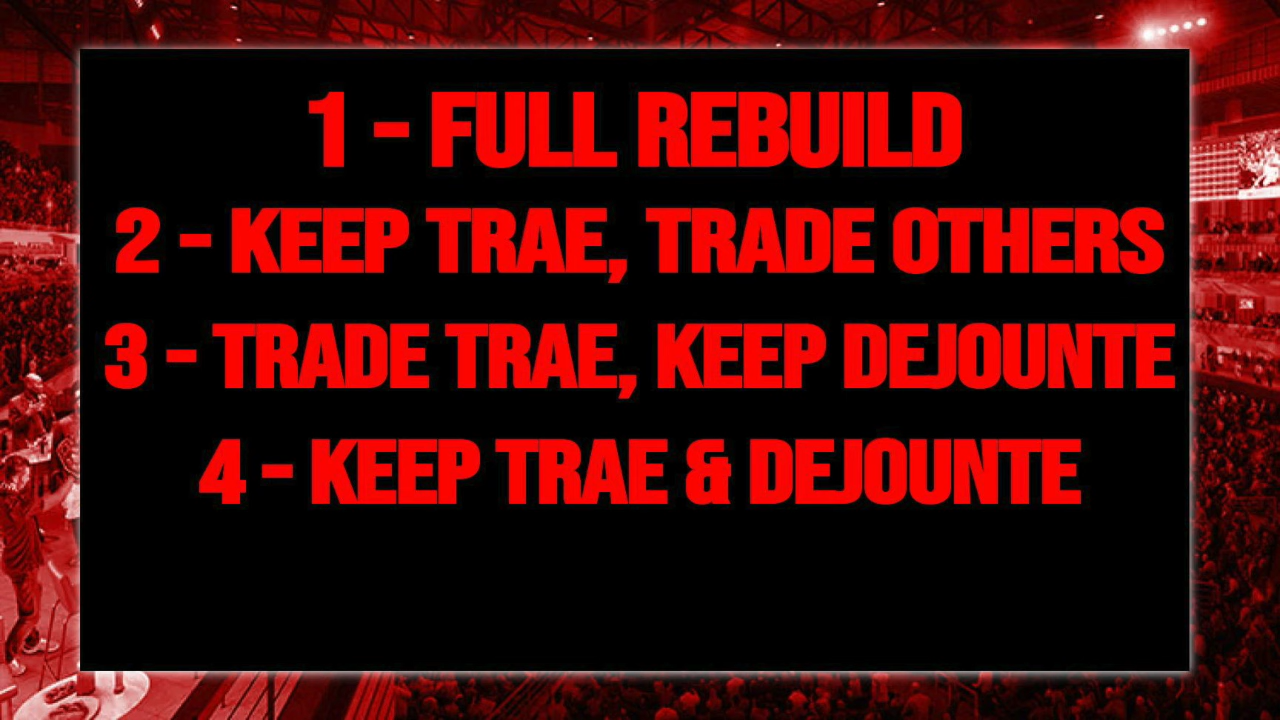 1 - FULL REBUILD
2 - KEEP TRAE, TRADE OTHERS
3 - TRADE TRAE, KEEP DEJOUNTE
4 - KEEP TRAE & DEJOUNTE